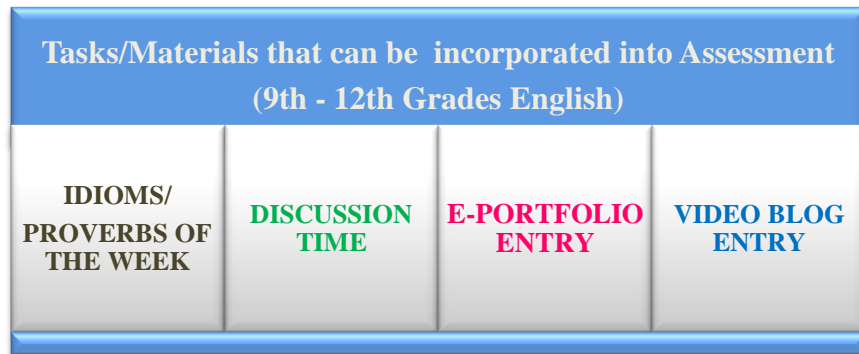 Tasks/Materials that can be incorporated into Assessment
(9th - 12th Grades English)
IDIOMS/
PROVERBS OF
THE WEEK
DISCUSSION
TIME
E-PORTFOLIO
ENTRY
VIDEO BLOG
ENTRY